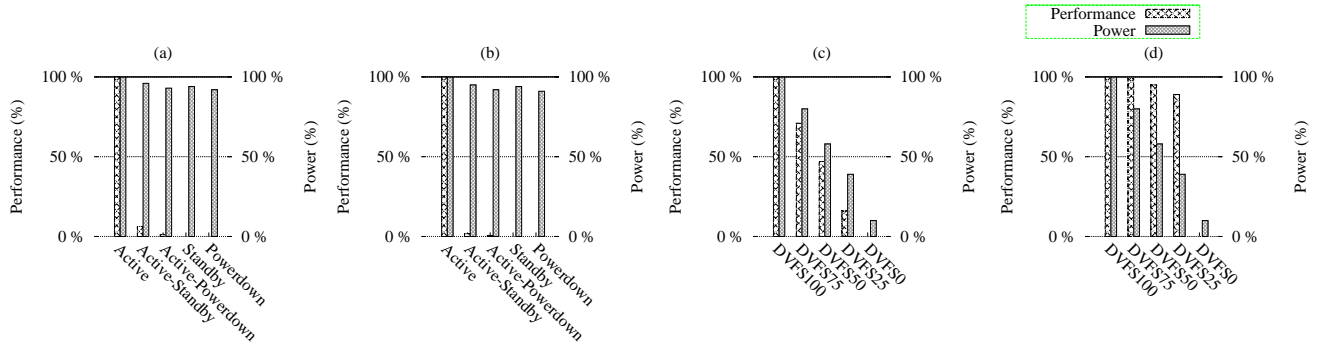 Performance
Power
(a)
100 %
50 %
0 %
Performance (%)
100 %
50 %
0 %
Power (%)
Active
Active-Standby
Active-Powerdown
Standby
Powerdown
(b)
100 %
50 %
0 %
Performance (%)
100 %
50 %
0 %
Power (%)
Active
Active-Standby
Active-Powerdown
Standby
Powerdown
(c)
100 %
50 %
0 %
Performance (%)
100 %
50 %
0 %
Power (%)
DVFS100
DVFS75
DVFS50
DVFS25
DVFS0
(d)
100 %
50 %
0 %
Performance (%)
100 %
50 %
0 %
Power (%)
DVFS100
DVFS75
DVFS50
DVFS25
DVFS0